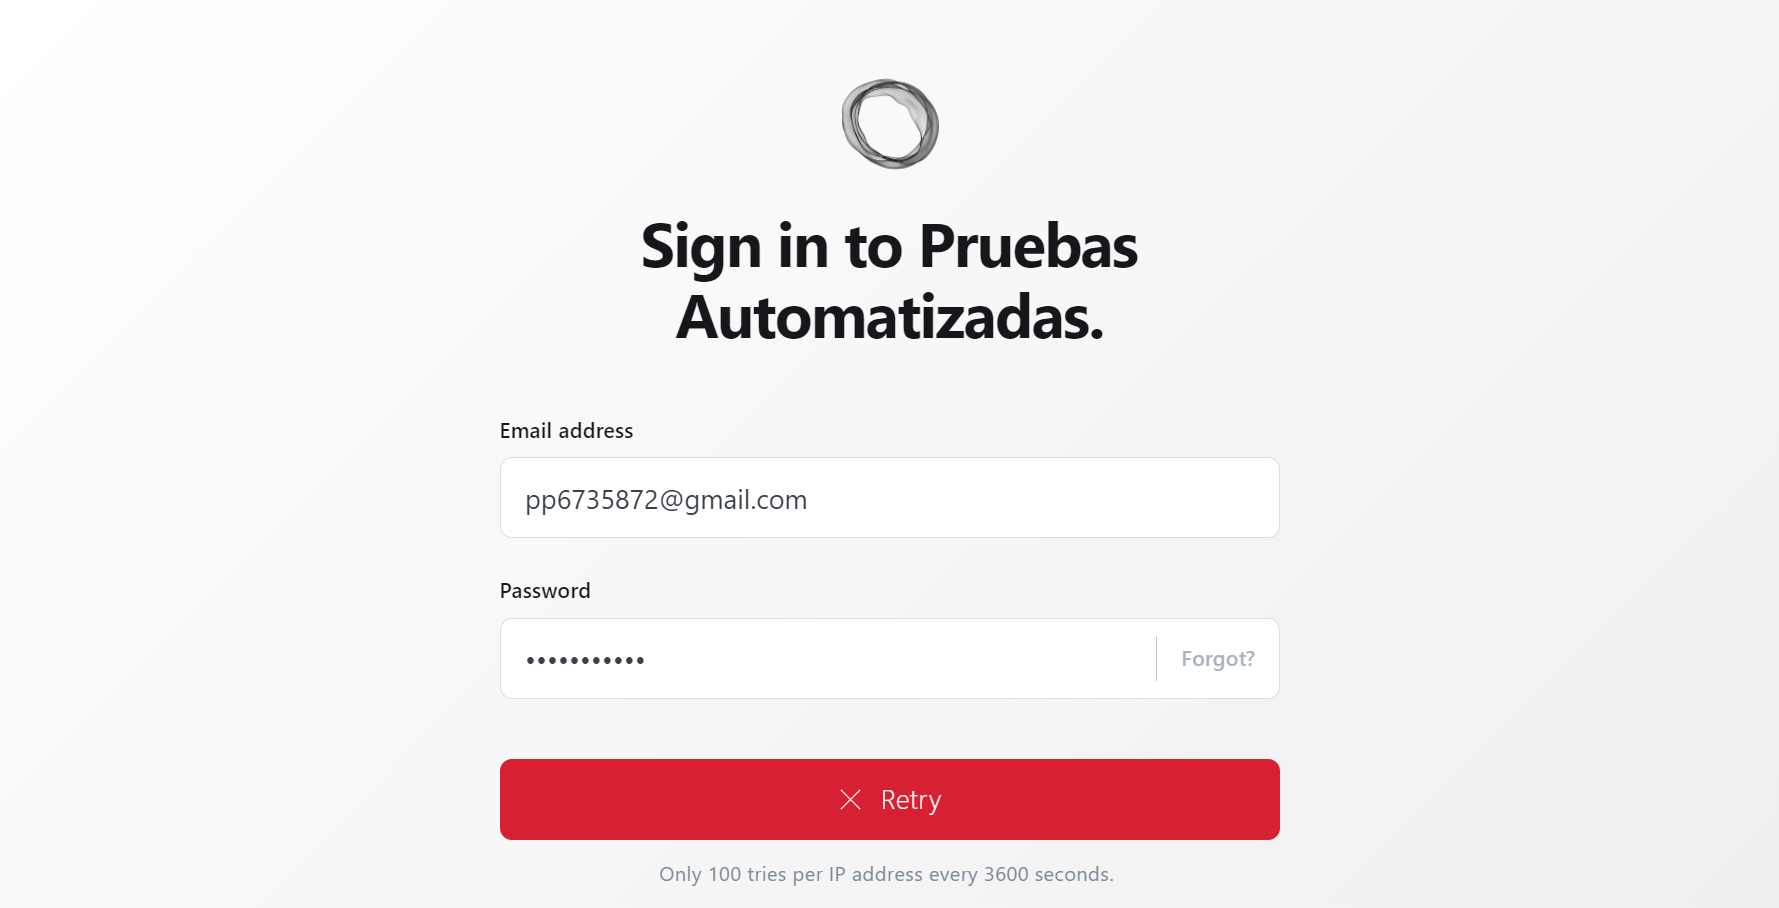 Sign in to Pruebas
Automatizadas.
Email address
pp6735872@gmail.com
Password
•••••••••••
Forgot?
Retry
Only 100 tries per IP address every 3600 seconds.